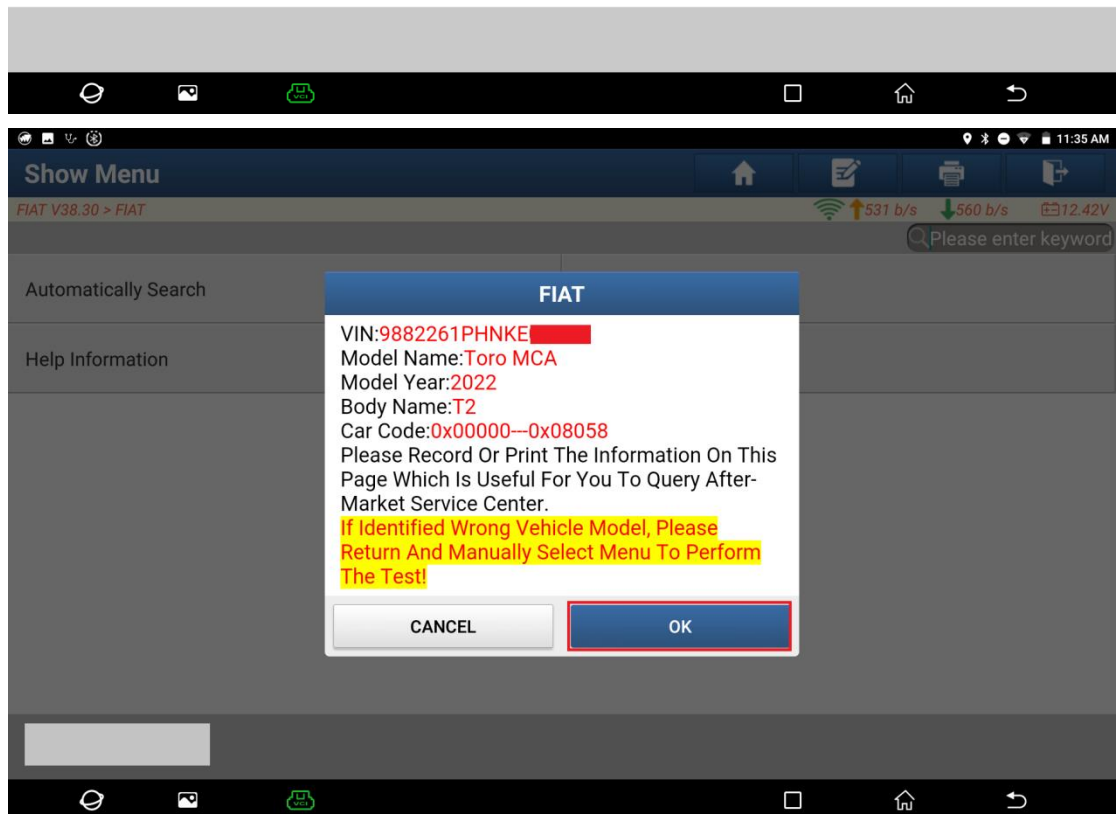 VCI
11:35 AM
Show Menu
FIAT V38.30 > FIAT
531 b/s 560 b/s 12.42V
Please enter keyword
Automatically Search
Help Information
FIAT
VIN:9882261PHNKE
Model Name:Toro MCA
Model Year:2022
Body Name:T2
Car Code:0x00000---0x08058
Please Record Or Print The Information On This
Page Which Is Useful For You To Query After-
Market Service Center.
If Identified Wrong Vehicle Model, Please
Return And Manually Select Menu To Perform
The Test!
CANCEL OK
VCI